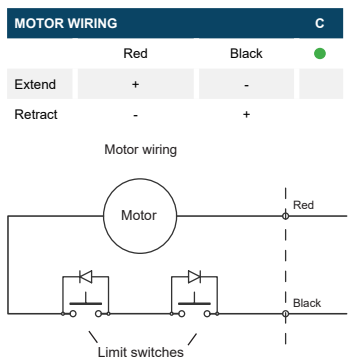 MOTOR WIRING C
Red Black
Extend + -
Retract - +
Motor wiring
Motor
Red
Black
Limit switches